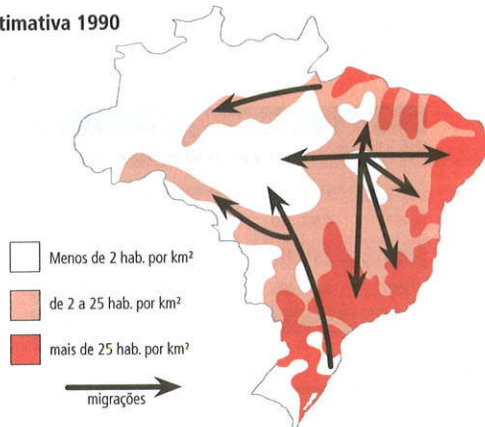 timativa 1990
Menos de 2 hab. por km²
de 2 a 25 hab. por km²
mais de 25 hab. por km²
migrações